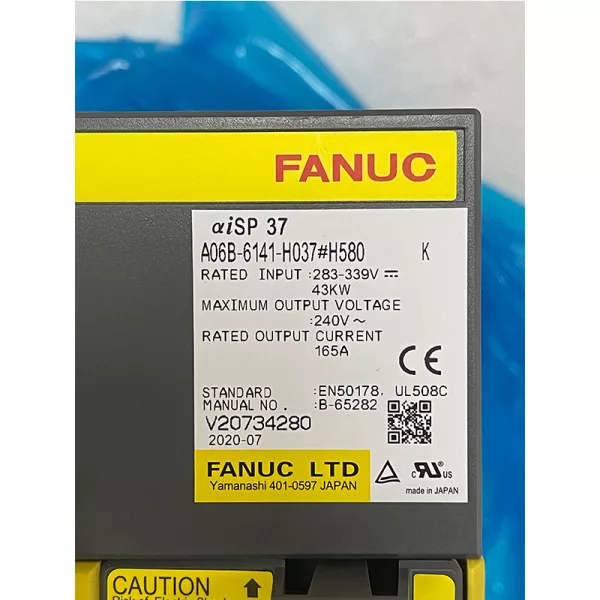 FANUC
αiSP 37
A06B-6141-H037#H580 K
RATED INPUT :283-339V ⎓
43KW
MAXIMUM OUTPUT VOLTAGE
:240V ~
RATED OUTPUT CURRENT
165A
CE
STANDARD :EN50178, UL508C
MANUAL NO. :B-65282
V20734280
2020-07
FANUC LTD
Yamanashi 401-0597 JAPAN
c RU US
made in JAPAN
CAUTION